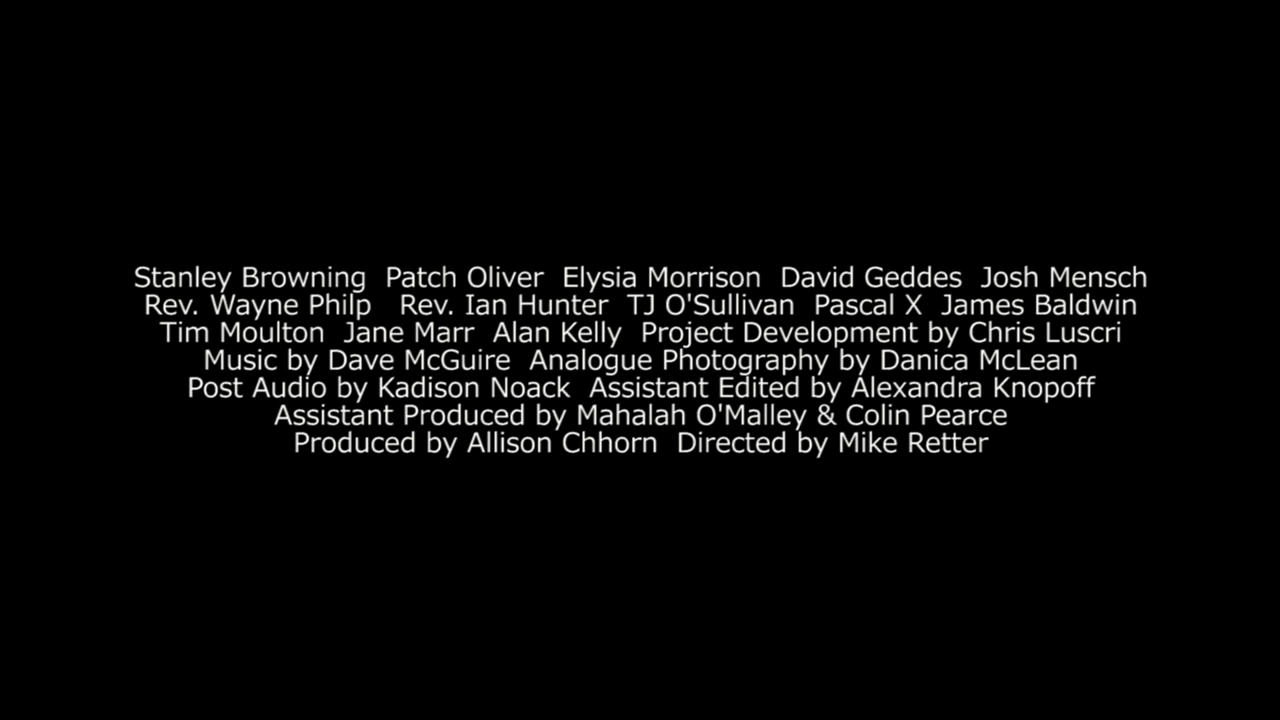 Stanley Browning  Patch Oliver  Elysia Morrison  David Geddes  Josh Mensch
Rev. Wayne Philp   Rev. Ian Hunter  TJ O'Sullivan  Pascal X  James Baldwin
Tim Moulton  Jane Marr  Alan Kelly  Project Development by Chris Luscri
Music by Dave McGuire  Analogue Photography by Danica McLean
Post Audio by Kadison Noack  Assistant Edited by Alexandra Knopoff
Assistant Produced by Mahalah O'Malley & Colin Pearce
Produced by Allison Chhorn  Directed by Mike Retter